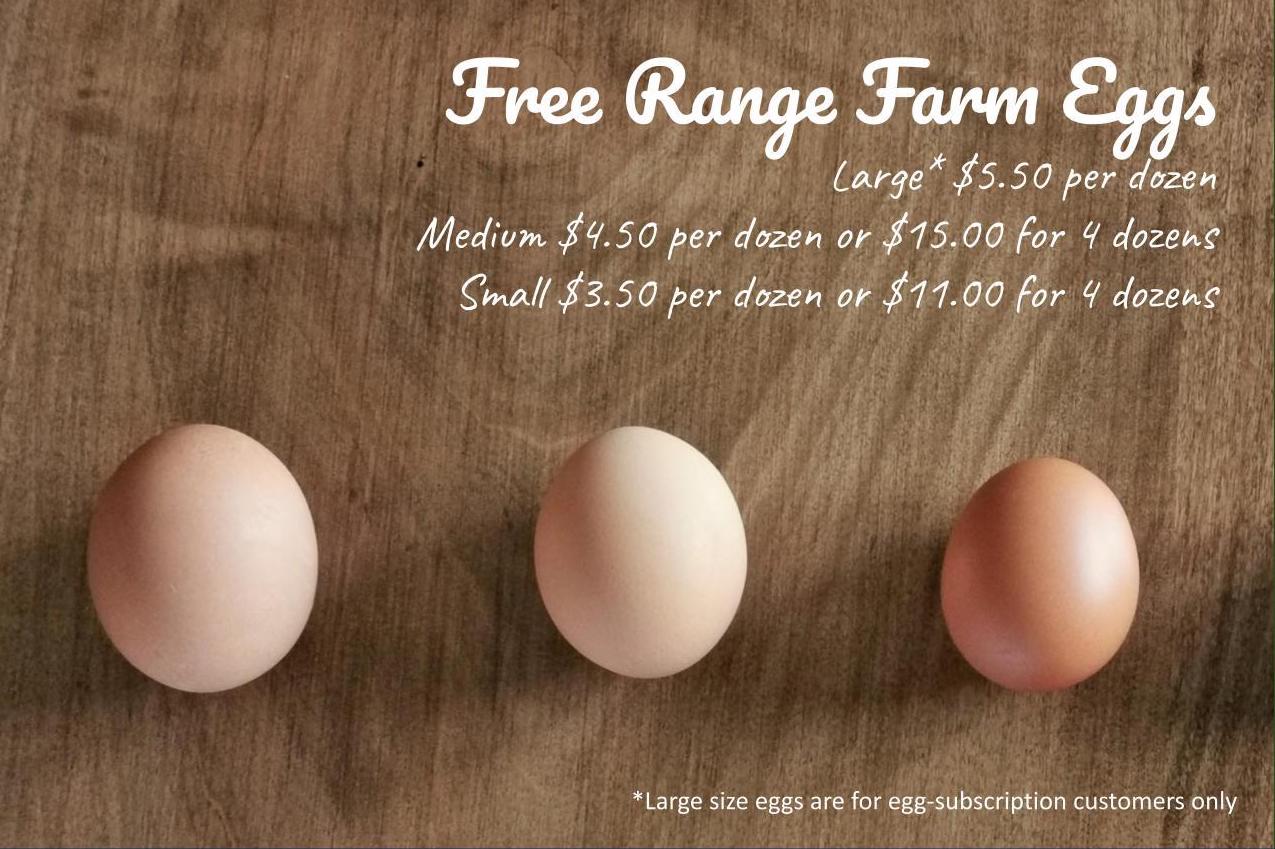 Free Range Farm Eggs
Large* $5.50 per dozen
Medium $4.50 per dozen or $15.00 for 4 dozens
Small $3.50 per dozen or $11.00 for 4 dozens
*Large size eggs are for egg-subscription customers only